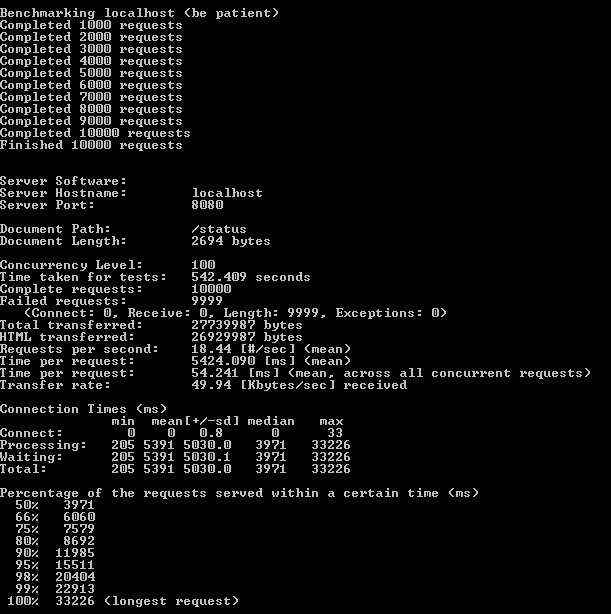 Benchmarking localhost (be patient)
Completed 1000 requests
Completed 2000 requests
Completed 3000 requests
Completed 4000 requests
Completed 5000 requests
Completed 6000 requests
Completed 7000 requests
Completed 8000 requests
Completed 9000 requests
Completed 10000 requests
Finished 10000 requests
Server Software:
Server Hostname: localhost
Server Port: 8080
Document Path: /status
Document Length: 2694 bytes
Concurrency Level: 100
Time taken for tests: 542.409 seconds
Complete requests: 10000
Failed requests: 9999
(Connect: 0, Receive: 0, Length: 9999, Exceptions: 0)
Total transferred: 27739987 bytes
HTML transferred: 26929987 bytes
Requests per second: 18.44 [#/sec] (mean)
Time per request: 5424.090 [ms] (mean)
Time per request: 54.241 [ms] (mean, across all concurrent requests)
Transfer rate: 49.94 [Kbytes/sec] received
Connection Times (ms)
min mean[+/-sd] median max
Connect: 0 0 0.8 0 33
Processing: 205 5391 5030.0 3971 33226
Waiting: 205 5391 5030.1 3971 33226
Total: 205 5391 5030.0 3971 33226
Percentage of the requests served within a certain time (ms)
50% 3971
66% 6060
75% 7579
80% 8692
90% 11985
95% 15511
98% 20404
99% 22913
100% 33226 (longest request)